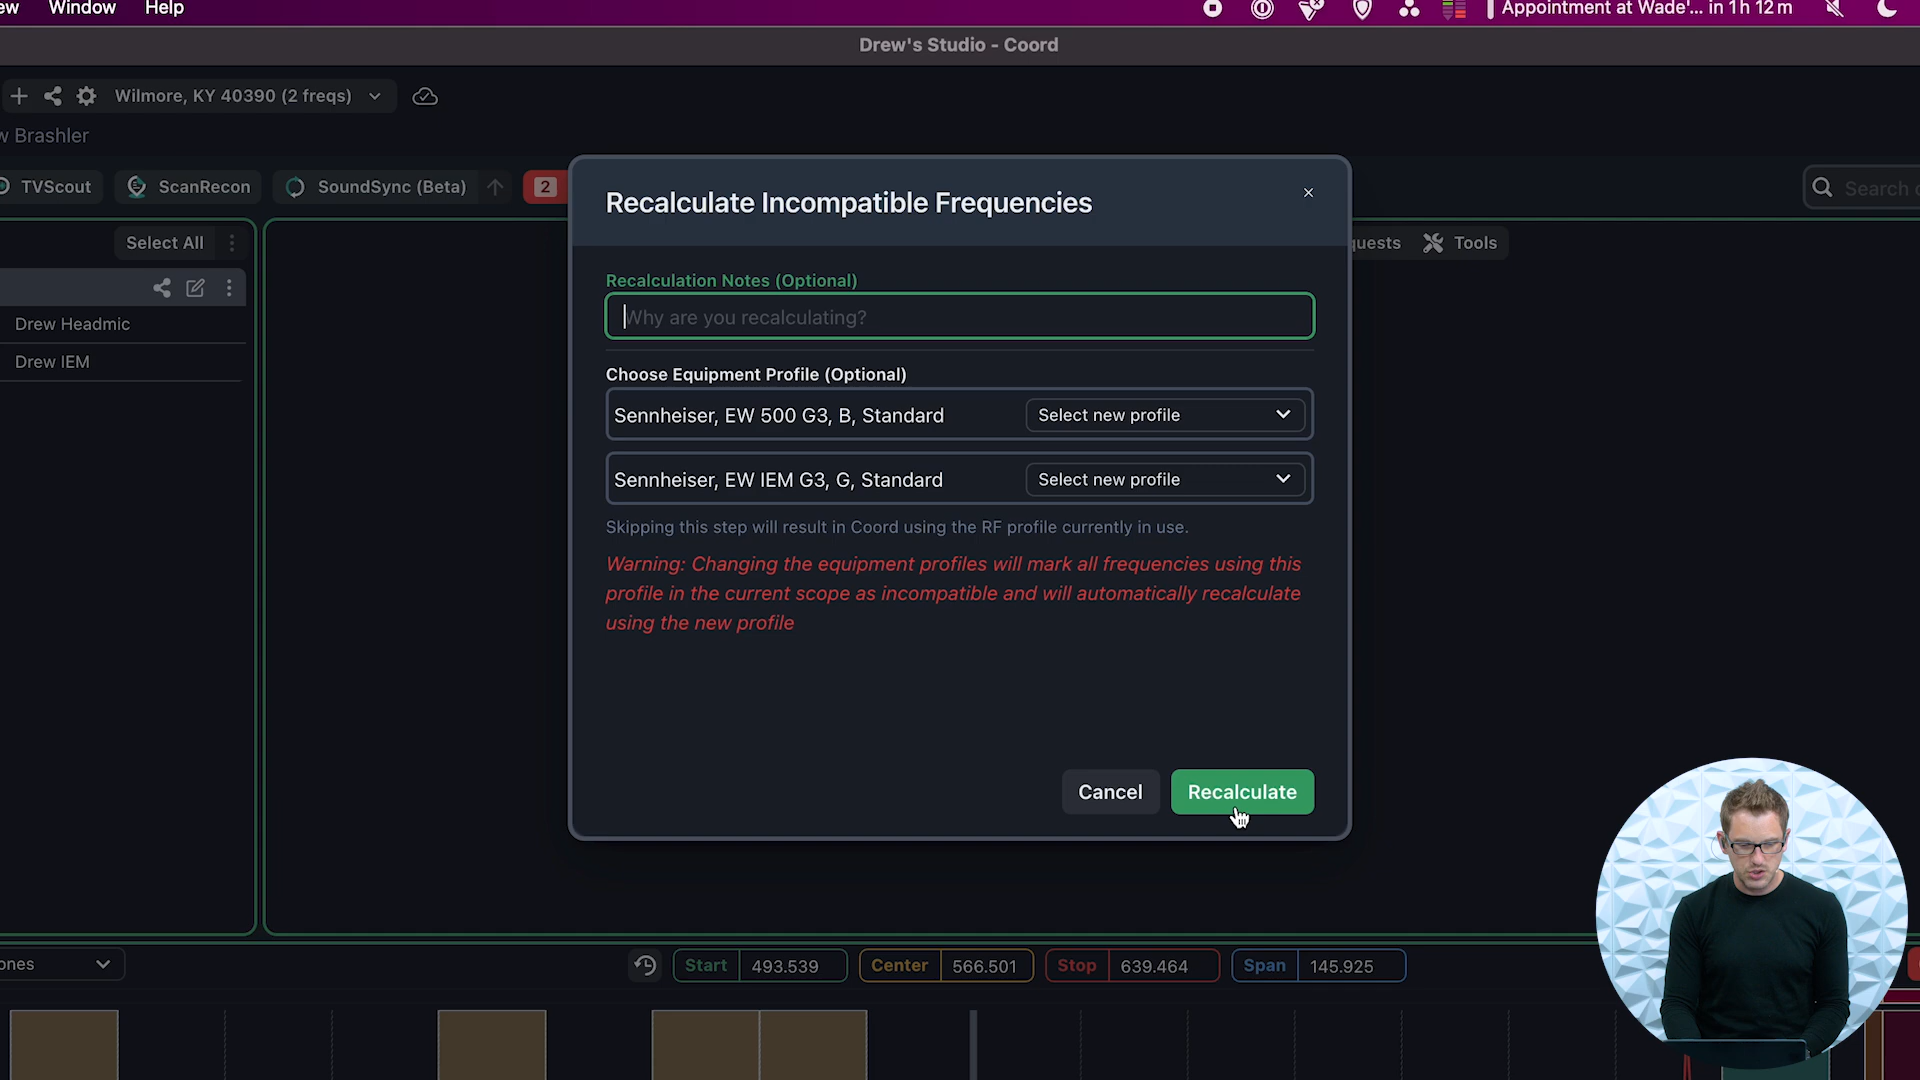 ew Window Help Appointment at Wade'... in 1 h 12 m
Drew's Studio - Coord
Wilmore, KY 40390 (2 freqs)
w Brashler
TVScout ScanRecon SoundSync (Beta) 2
Search
Recalculate Incompatible Frequencies
Select All
quests Tools
Recalculation Notes (Optional)
Why are you recalculating?
Drew Headmic
Drew IEM
Choose Equipment Profile (Optional)
Sennheiser, EW 500 G3, B, Standard Select new profile
Sennheiser, EW IEM G3, G, Standard Select new profile
Skipping this step will result in Coord using the RF profile currently in use.
Warning: Changing the equipment profiles will mark all frequencies using this
profile in the current scope as incompatible and will automatically recalculate
using the new profile
Cancel Recalculate
ones Start 493.539 Center 566.501 Stop 639.464 Span 145.925